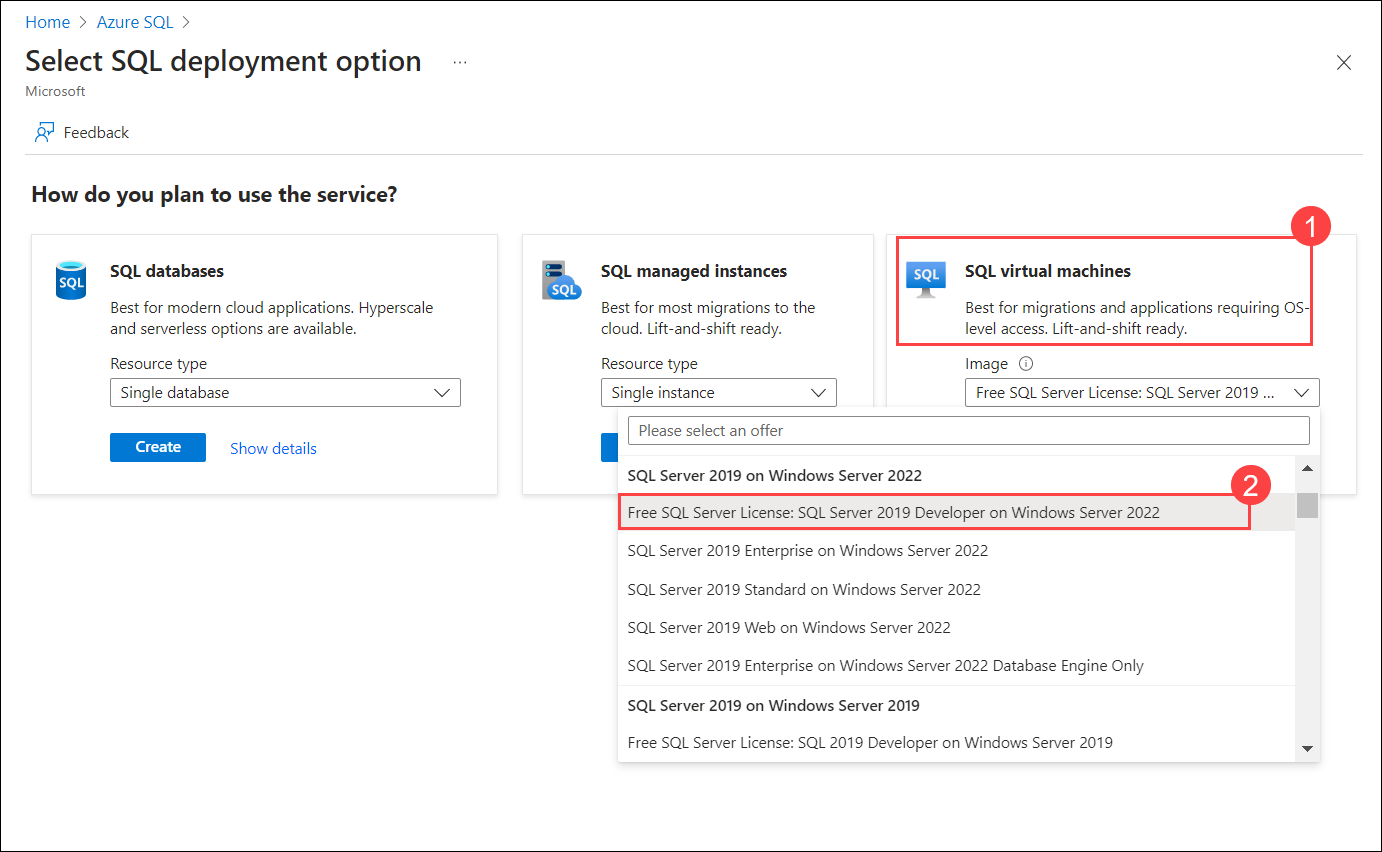 Home > Azure SQL >
Select SQL deployment option ...
Microsoft
Feedback
How do you plan to use the service?
SQL
SQL databases
Best for modern cloud applications. Hyperscale
and serverless options are available.
Resource type
Single database
Create
Show details
SQL
SQL managed instances
Best for most migrations to the
cloud. Lift-and-shift ready.
Resource type
Single instance
1
SQL
SQL virtual machines
Best for migrations and applications requiring OS-
level access. Lift-and-shift ready.
Image
Free SQL Server License: SQL Server 2019 ...
Please select an offer
SQL Server 2019 on Windows Server 2022
2
Free SQL Server License: SQL Server 2019 Developer on Windows Server 2022
SQL Server 2019 Enterprise on Windows Server 2022
SQL Server 2019 Standard on Windows Server 2022
SQL Server 2019 Web on Windows Server 2022
SQL Server 2019 Enterprise on Windows Server 2022 Database Engine Only
SQL Server 2019 on Windows Server 2019
Free SQL Server License: SQL 2019 Developer on Windows Server 2019